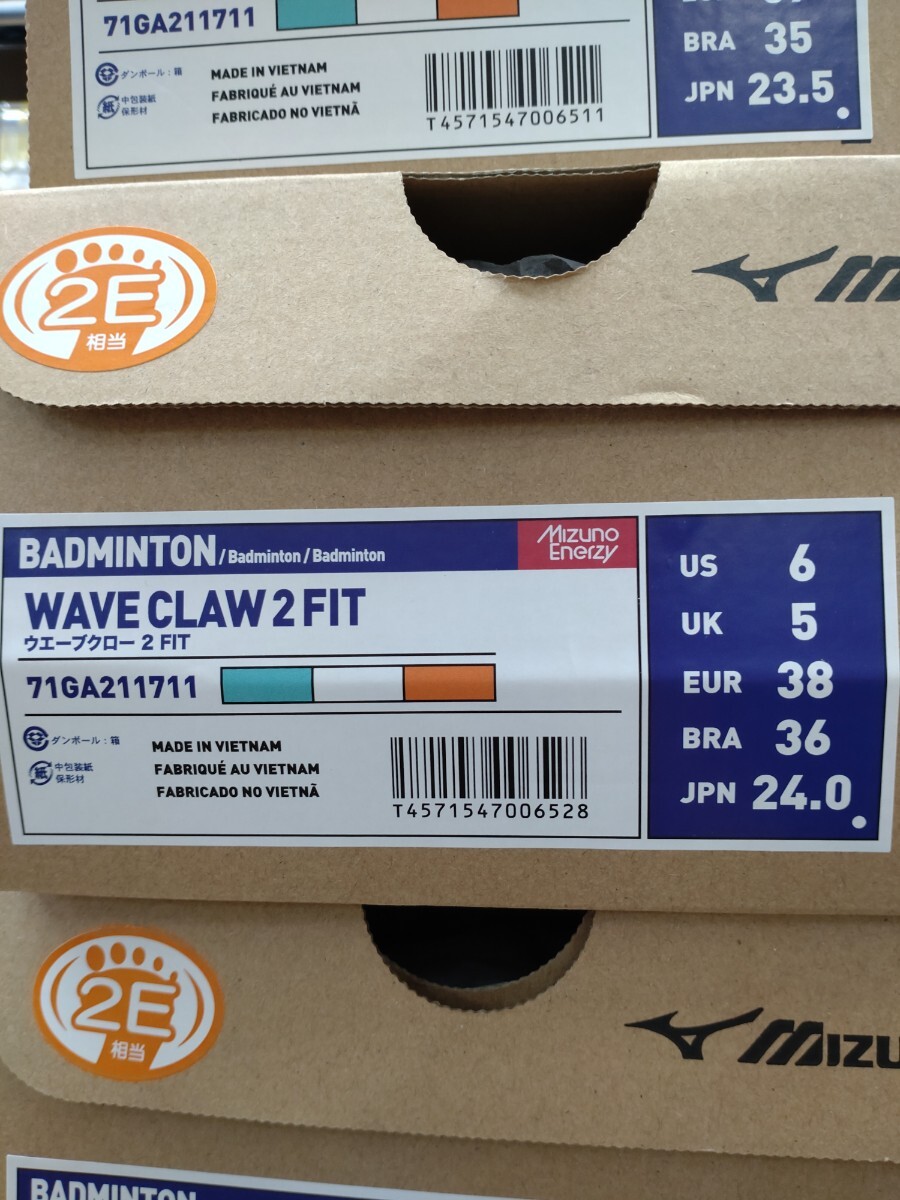 71GA211711
ダンボール：箱
紙
中包装紙
保形材
MADE IN VIETNAM
FABRIQUÉ AU VIETNAM
FABRICADO NO VIETNÃ
T4571547006511
BRA 35
JPN 23.5
2E
相当
BADMINTON/Badminton/Badminton
Mizuno
Enerzy
WAVE CLAW 2 FIT
ウエーブクロー 2 FIT
71GA211711
ダンボール：箱
紙
中包装紙
保形材
MADE IN VIETNAM
FABRIQUÉ AU VIETNAM
FABRICADO NO VIETNÃ
T4571547006528
US 6
UK 5
EUR 38
BRA 36
JPN 24.0
2E
相当
MIZU
BADMINTON